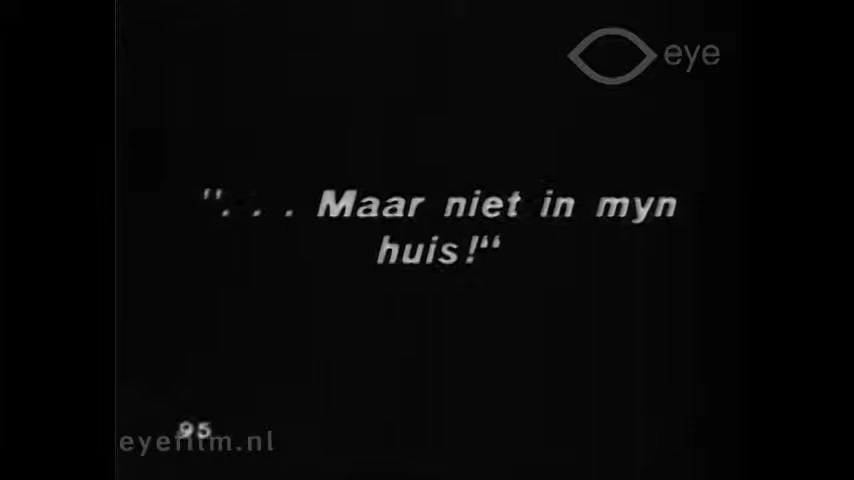 eye
". . . Maar niet in myn
huis!“
95
eyefilm.nl